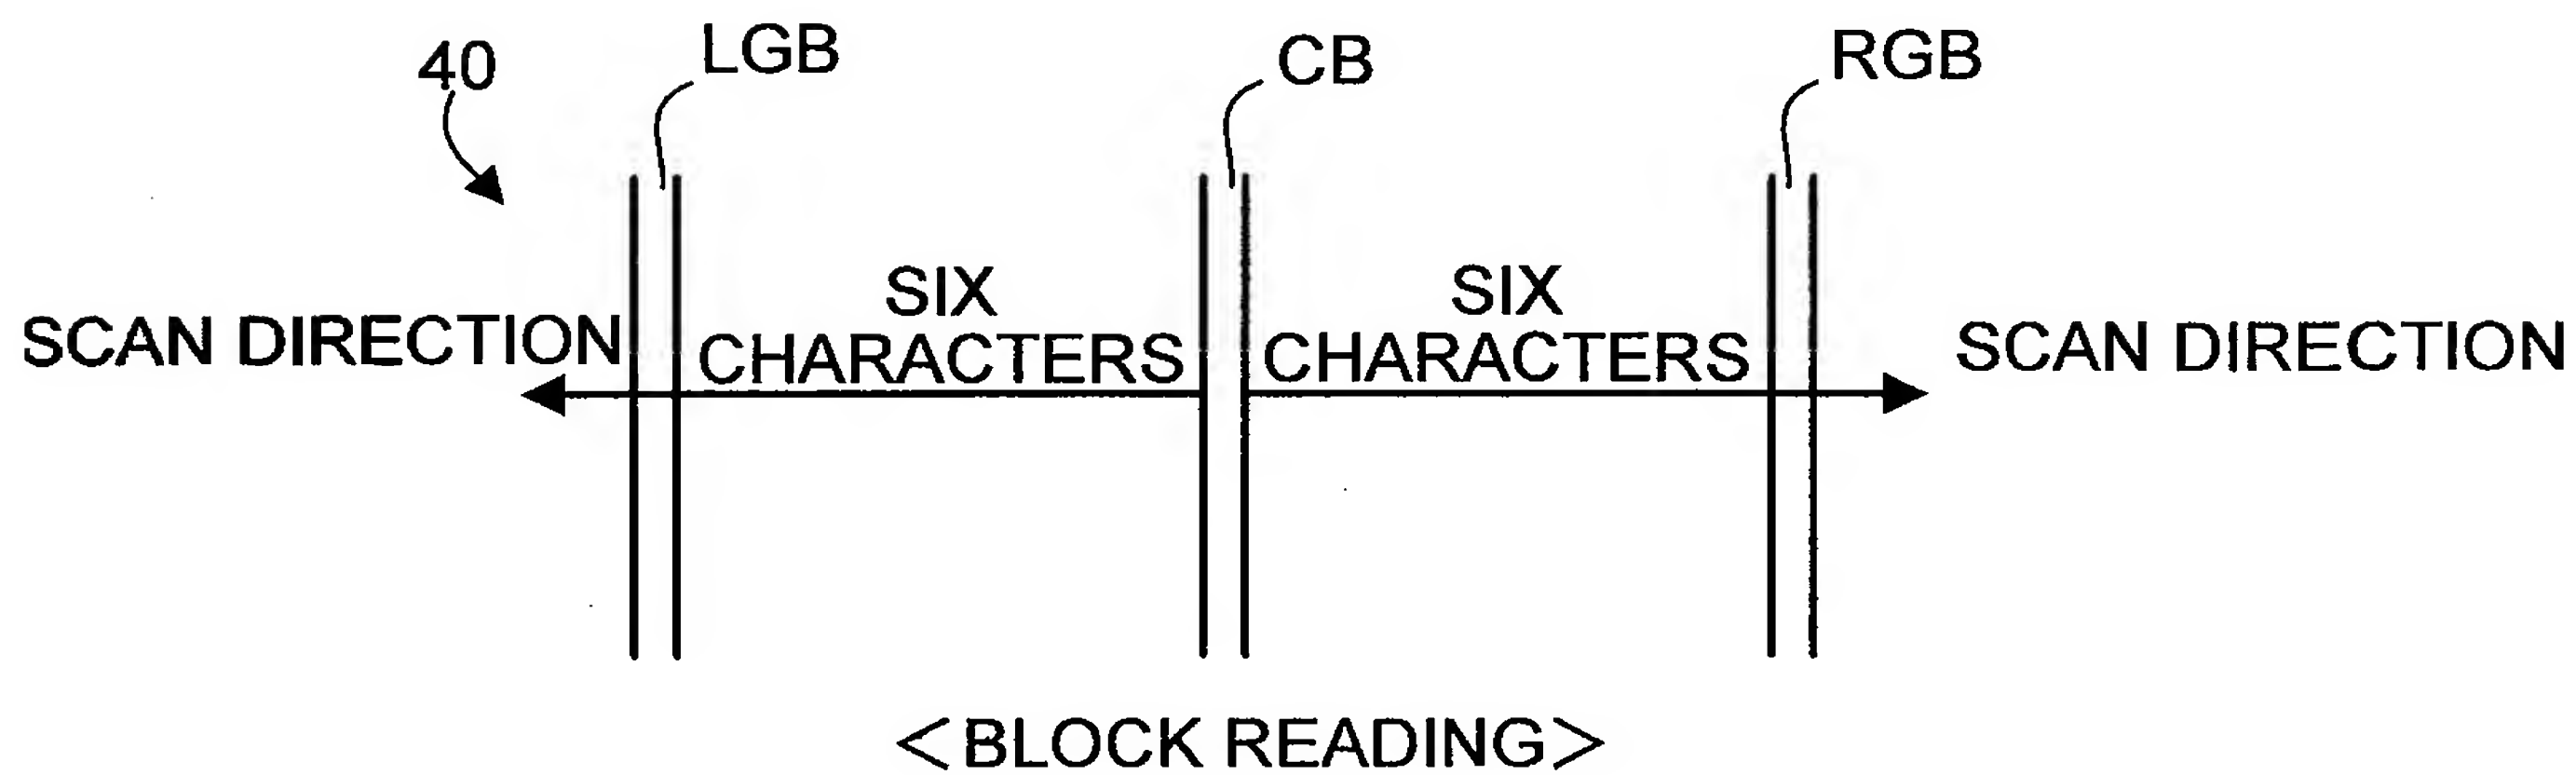 40
LGB
CB
RGB
SCAN DIRECTION
SIX
CHARACTERS
SIX
CHARACTERS
SCAN DIRECTION
<BLOCK READING>